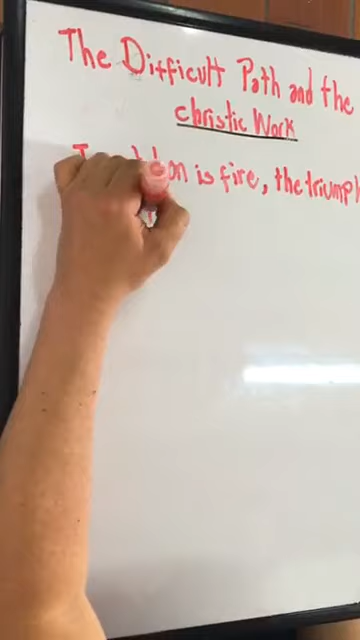 The Difficult Path and the
christic Work
is fire, the triumph